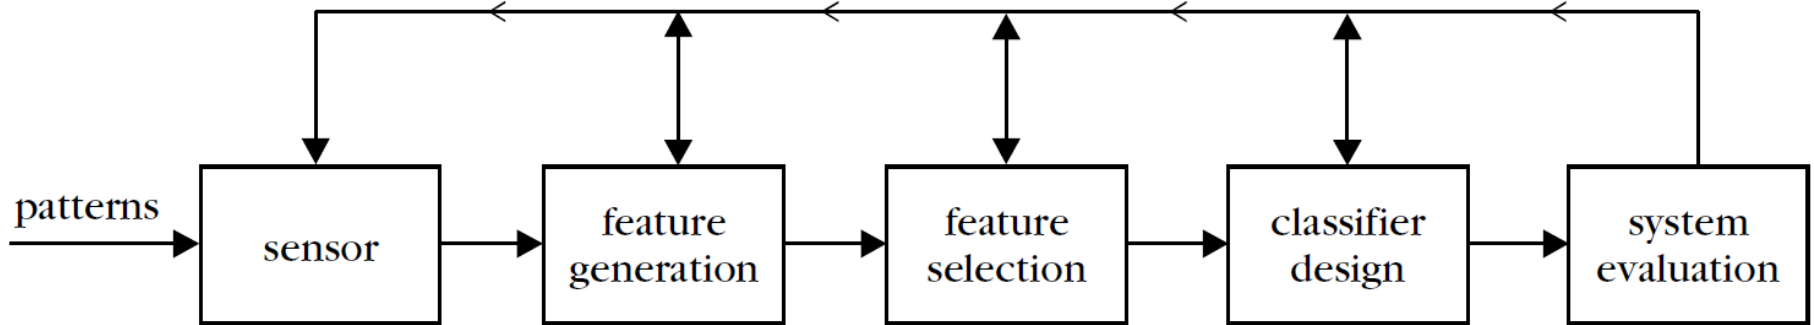 patterns
sensor
feature
generation
feature
selection
classifier
design
system
evaluation